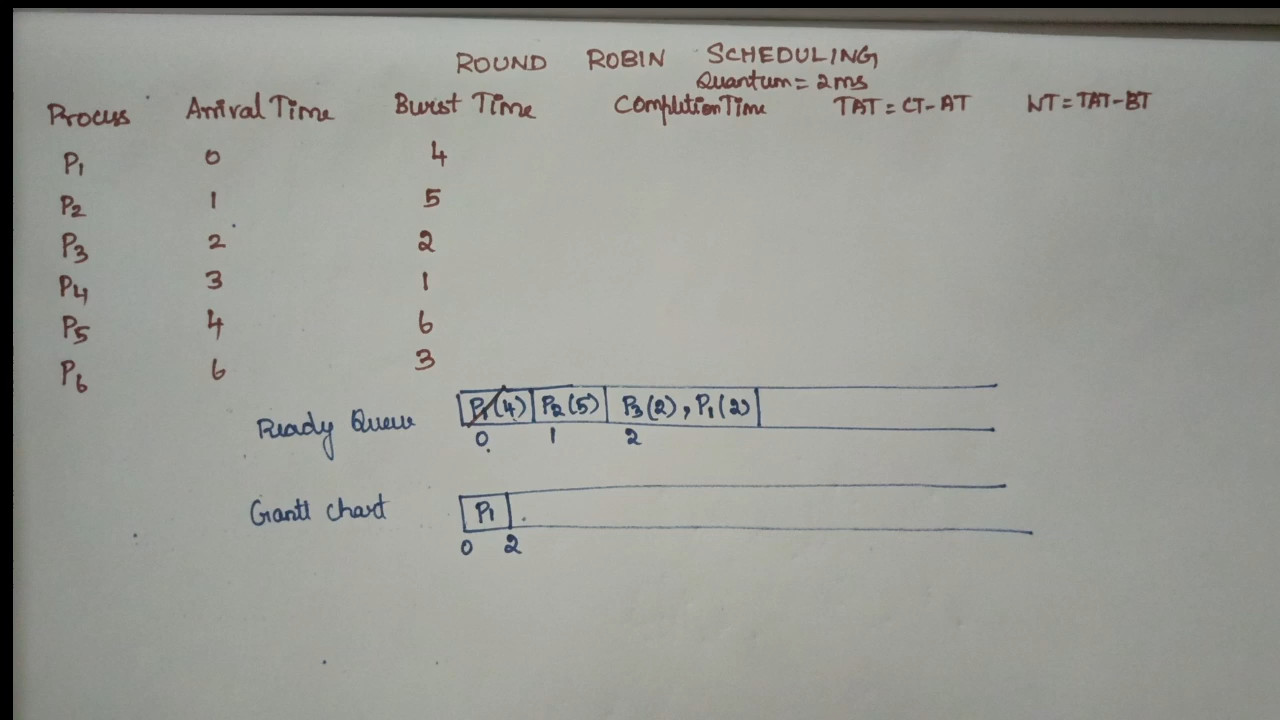 ROUND ROBIN SCHEDULING
Quantum = 2ms
Process Arrival Time Burst Time Completion Time TAT = CT - AT WT = TAT - BT
P1 0 4
P2 1 5
P3 2 2
P4 3 1
P5 4 6
P6 6 3
Ready Queue P1(4) P2(5) P3(2), P1(2)
0 1 2
Gantt chart P1
0 2